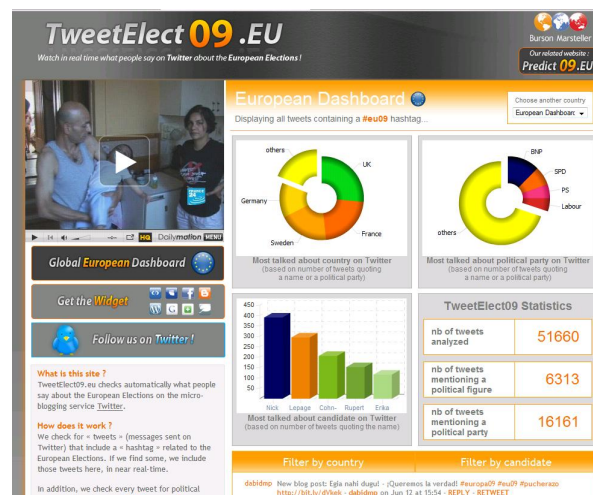 TweetElect 09 .EU
Watch in real time what people say on Twitter about the European Elections !
Burson Marsteller
Our related website :
Predict 09.EU
European Dashboard
Displaying all tweets containing a #eu09 hashtag...
Choose another country
European Dashboar:
HQ Dailymotion MENU
Global European Dashboard
Get the Widget
Follow us on Twitter !
What is this site ?
TweetElect09.eu checks automatically what people
say about the European Elections on the micro-
blogging service Twitter.
How does it work ?
We check for « tweets » (messages sent on
Twitter) that include a « hashtag » related to the
European Elections. If we find some, we include
those tweets here, in near real-time.
In addition, we check every tweet for political
others
UK
Germany
Sweden
France
Most talked about country on Twitter
(based on number of tweets quoting
a name or a political party)
BNP
SPD
PS
Labour
others
Most talked about political party on Twitter
(based on number of tweets quoting
a name or a political party)
450
400
350
300
250
200
150
100
50
Nick Lepage Cohn- Rupert Erika
Most talked about candidate on Twitter
(based on number of tweets quoting the name)
TweetElect09 Statistics
nb of tweets
analyzed
51660
nb of tweets
mentioning a
political figure
6313
nb of tweets
mentioning a
political party
16161
Filter by country
Filter by candidate
dabidmp New blog post: Egia nahi dugu! - ¡Queremos la verdad! #europa09 #eu09 #pucherazo
http://bit.ly/dVkek - dabidmp on Jun 12 at 15:54 - REPLY - RETWEET